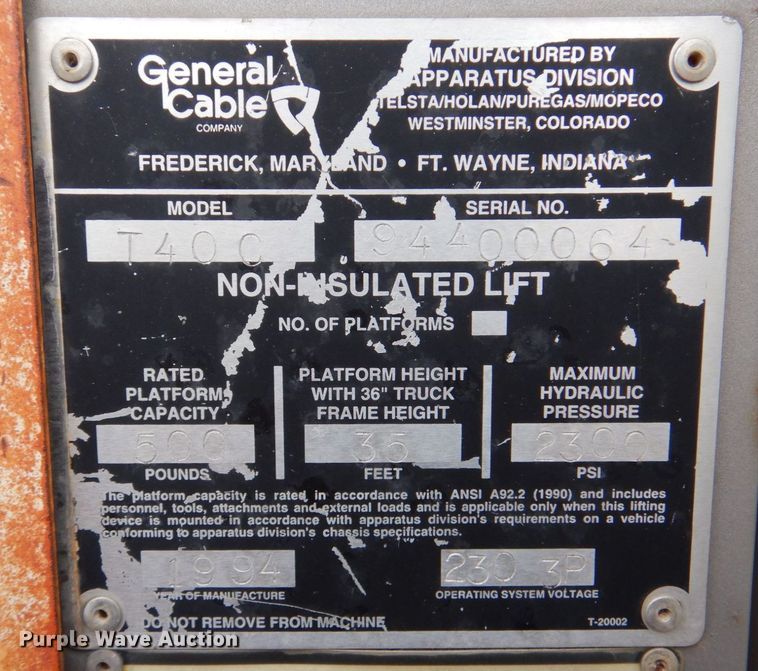 General Cable
COMPANY
MANUFACTURED BY
APPARATUS DIVISION
TELSTA/HOLAN/PUREGAS/MOPECO
WESTMINSTER, COLORADO
FREDERICK, MARYLAND • FT. WAYNE, INDIANA
MODEL SERIAL NO.
T40C 94400064
NON-INSULATED LIFT
NO. OF PLATFORMS
RATED PLATFORM CAPACITY
500
POUNDS
PLATFORM HEIGHT
WITH 36" TRUCK
FRAME HEIGHT
35
FEET
MAXIMUM
HYDRAULIC
PRESSURE
2300
PSI
The platform capacity is rated in accordance with ANSI A92.2 (1990) and includes
personnel, tools, attachments and external loads and is applicable only when this lifting
device is mounted in accordance with apparatus division's requirements on a vehicle
conforming to apparatus division's chassis specifications.
1994 230 3P
YEAR OF MANUFACTURE OPERATING SYSTEM VOLTAGE
DO NOT REMOVE FROM MACHINE T-20002
Purple Wave Auction